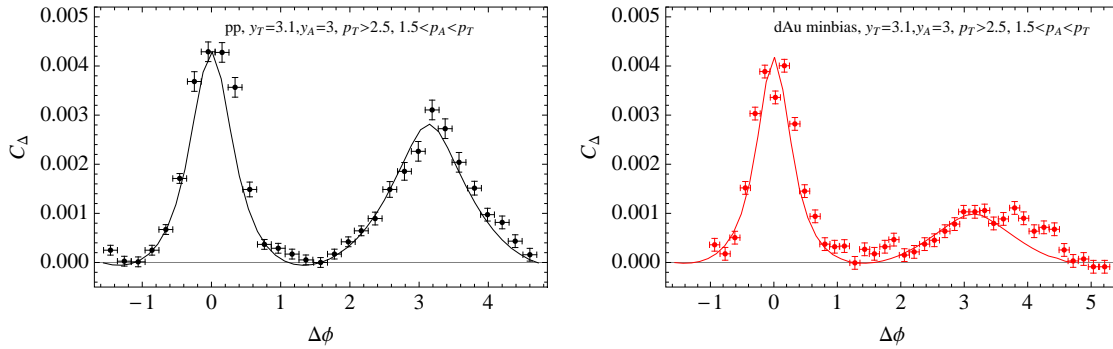 pp, y_T=3.1,y_A=3, p_T>2.5, 1.5<p_A<p_T
0.005
0.004
0.003
0.002
0.001
0.000
C_Δ
−1 0 1 2 3 4
Δϕ
dAu minbias, y_T=3.1,y_A=3, p_T>2.5, 1.5<p_A<p_T
0.005
0.004
0.003
0.002
0.001
0.000
C_Δ
−1 0 1 2 3 4 5
Δϕ